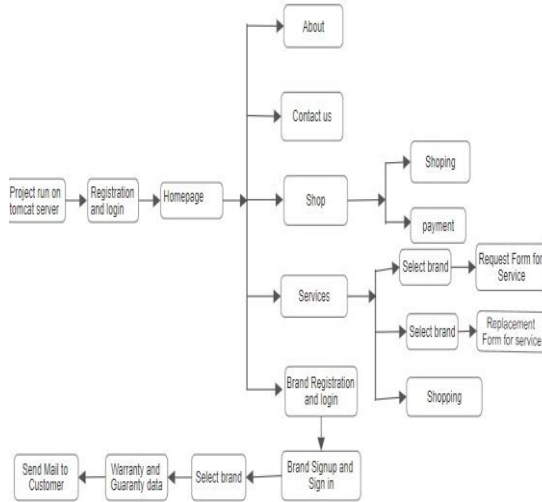 About
Contact us
Shoping
Project run on
tomcat server
Registration
and login
Homepage
Shop
payment
Select brand
Request Form for
Service
Services
Select brand
Replacement
Form for service
Brand Registration
and login
Shopping
Send Mail to
Customer
Warranty and
Guaranty data
Select brand
Brand Signup and
Sign in